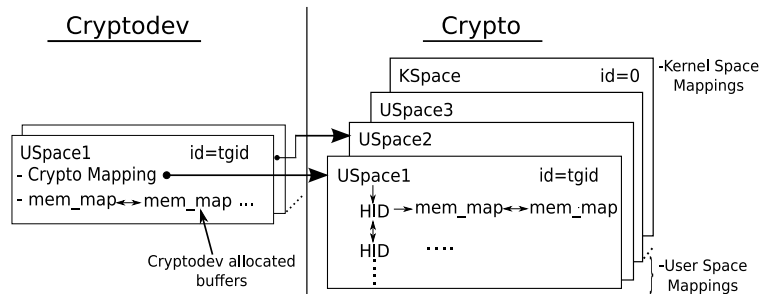 Cryptodev
Crypto
KSpace id=0
-Kernel Space
Mappings
USpace3
USpace2
USpace1 id=tgid
- Crypto Mapping
- mem_map mem_map ...
Cryptodev allocated
buffers
USpace1 id=tgid
HID mem_map mem_map
HID ....
-User Space
Mappings